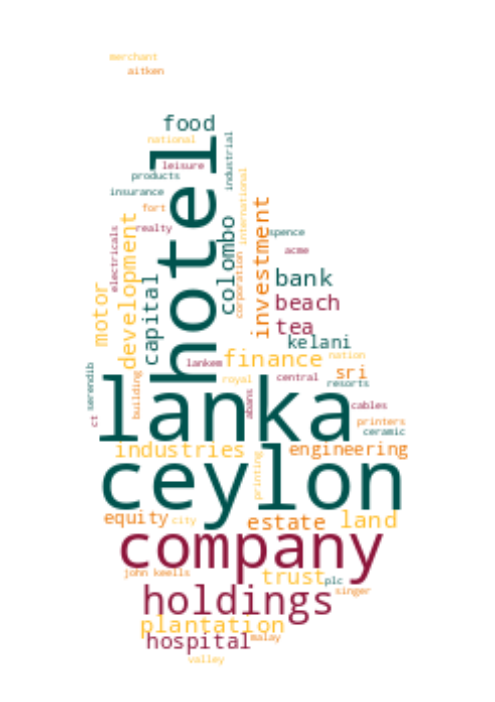 merchant
aitken
food
national
industrial
leisure
products
insurance
international
fort
hotel
realty
colombo
spence
electricals
development
investment
acme
corporation
capital
bank
motor
beach
tea
kelani
lankem
finance
nation
serendib
building
royal
central
sri
resorts
abans
lanka
cables
ct
printers
ceramic
industries
engineering
printing
ceylon
equity
city
estate
land
company
john keells
trust
plc
singer
holdings
plantation
hospital
malay
valley